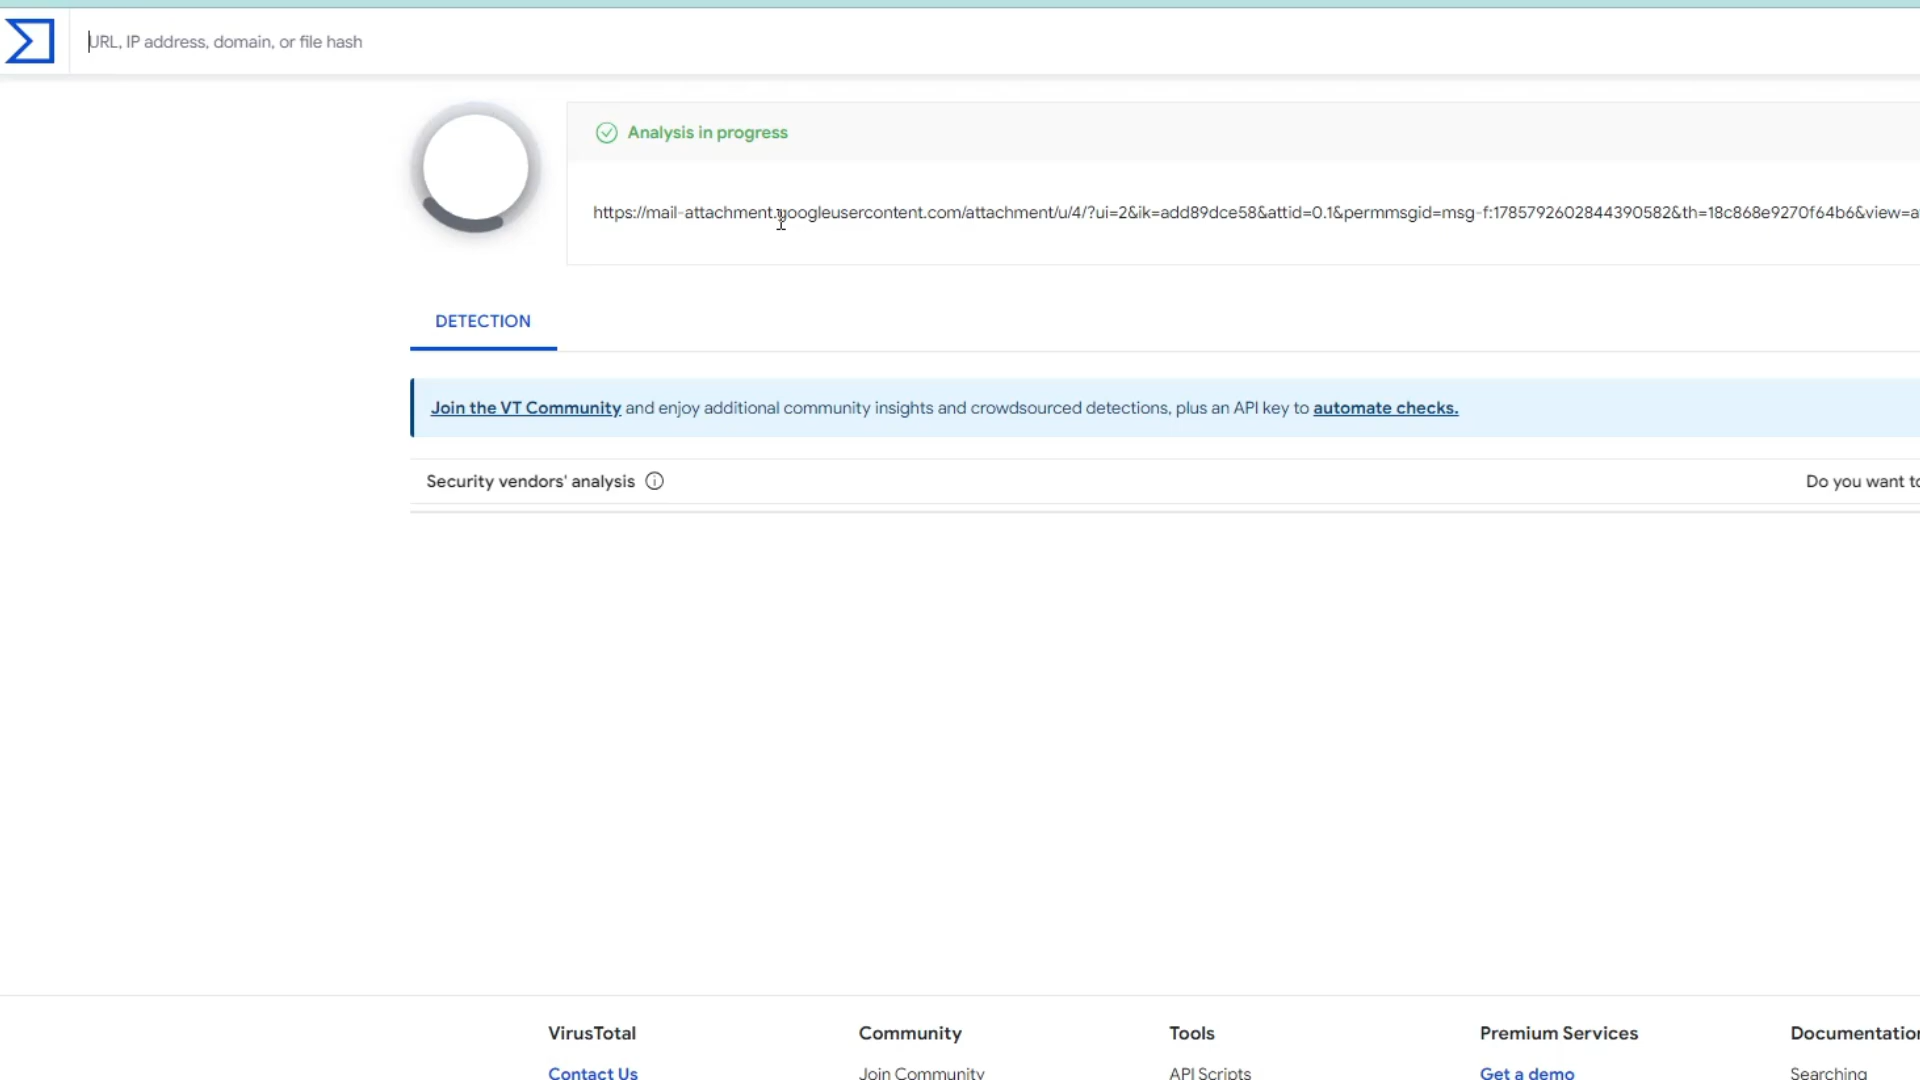 URL, IP address, domain, or file hash
Analysis in progress
https://mail-attachment.googleusercontent.com/attachment/u/4/?ui=2&ik=add89dce58&attid=0.1&permmsgid=msg-f:1785792602844390582&th=18c868e9270f64b6&view=a
DETECTION
Join the VT Community and enjoy additional community insights and crowdsourced detections, plus an API key to automate checks.
Security vendors' analysis
Do you want to
VirusTotal
Community
Tools
Premium Services
Documentation
Contact Us
Join Community
API Scripts
Get a demo
Searching